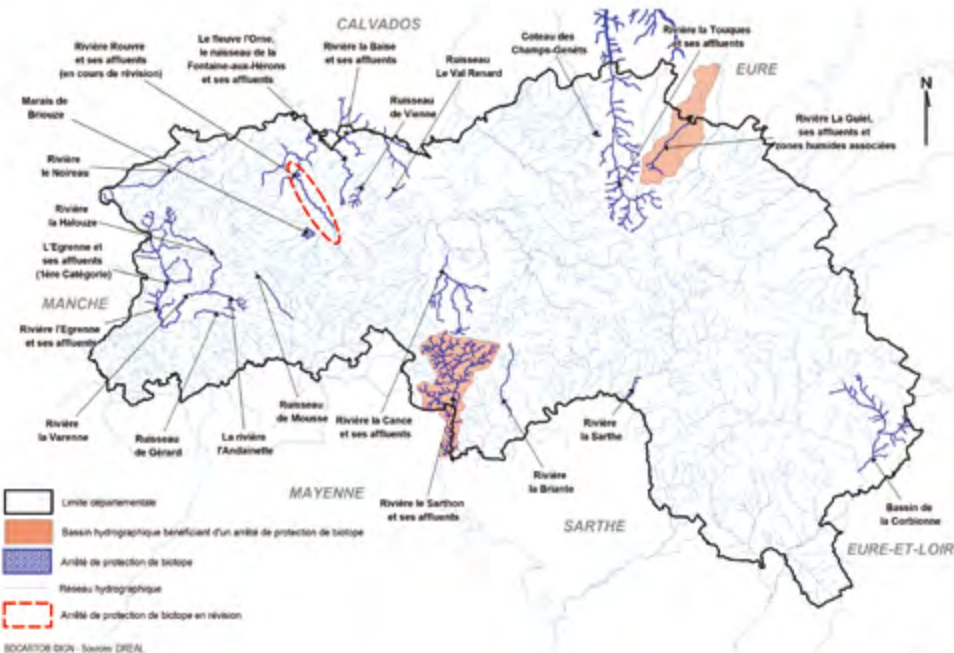 CALVADOS
Rivière Rouvre
et ses affluents
(en cours de révision)
Le fleuve l'Orne,
le ruisseau de la
Fontaine-aux-Hérons
et ses affluents
Rivière la Baise
et ses affluents
Ruisseau
Le Val Renard
Coteau des
Champs-Genêts
Rivière la Touques
et ses affluents
EURE
N
Marais de
Briouze
Ruisseau
de Vienne
Rivière La Guiel,
ses affluents et
zones humides associées
Rivière
le Noireau
Rivière
la Halouze
L'Egrenne et
ses affluents
(1ère Catégorie)
MANCHE
Rivière l'Egrenne
et ses affluents
Rivière
la Varenne
Ruisseau
de Gérard
La rivière
l'Andainette
Ruisseau
de Mousse
Rivière la Cance
et ses affluents
Rivière
la Sarthe
MAYENNE
Rivière le Sarthon
et ses affluents
Rivière
la Briante
SARTHE
Bassin de
la Corbionne
EURE-ET-LOIR
Limite départementale
Bassin hydrographique bénéficiant d'un arrêté de protection de biotope
Arrêté de protection de biotope
Réseau hydrographique
Arrêté de protection de biotope en révision
BDCARTO® ©IGN - Sources: DREAL